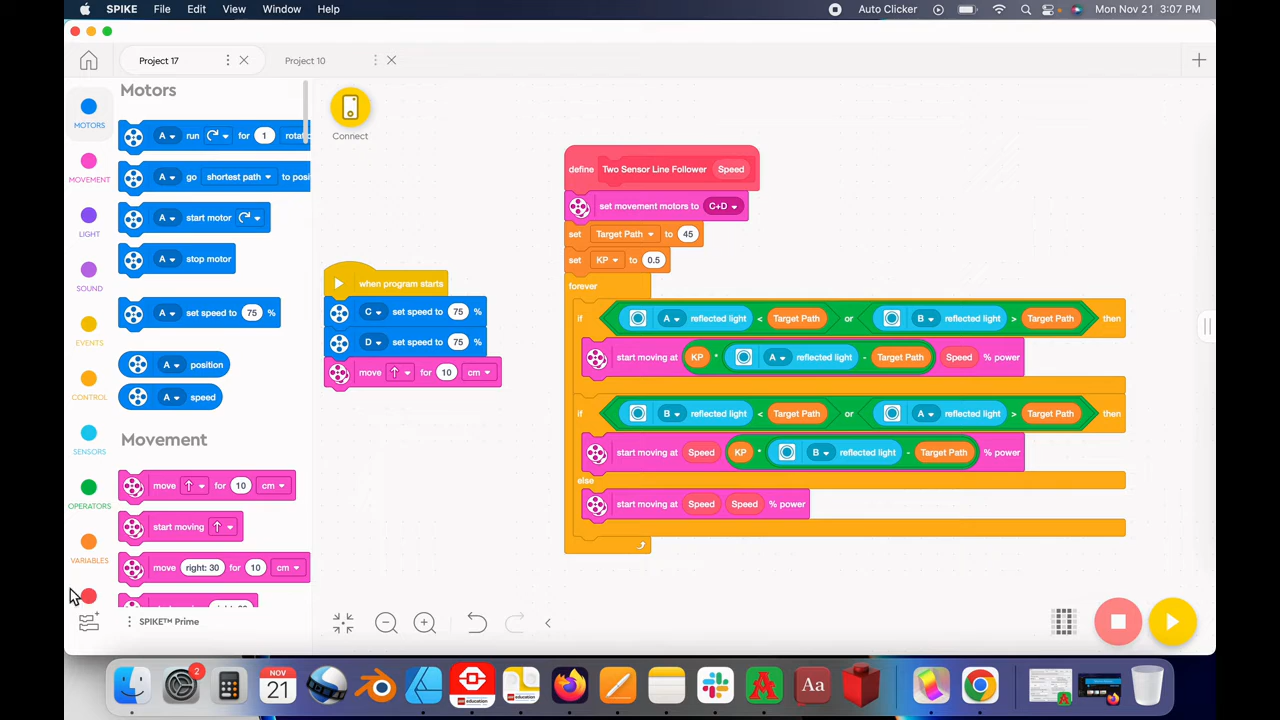 SPIKE File Edit View Window Help Auto Clicker Mon Nov 21 3:07 PM
Project 17 Project 10
Motors
MOTORS
MOVEMENT
LIGHT
SOUND
EVENTS
CONTROL
SENSORS
OPERATORS
VARIABLES
A run for 1 rotat
A go shortest path to posi
A start motor
A stop motor
A set speed to 75 %
A position
A speed
Movement
move for 10 cm
start moving
move right: 30 for 10 cm
SPIKE™ Prime
Connect
when program starts
C set speed to 75 %
D set speed to 75 %
move for 10 cm
define Two Sensor Line Follower Speed
set movement motors to C+D
set Target Path to 45
set KP to 0.5
forever
if A reflected light < Target Path or B reflected light > Target Path then
start moving at KP * A reflected light - Target Path Speed % power
if B reflected light < Target Path or A reflected light > Target Path then
start moving at Speed KP * B reflected light - Target Path % power
else
start moving at Speed Speed % power
2
NOV
21
education
education
Aa